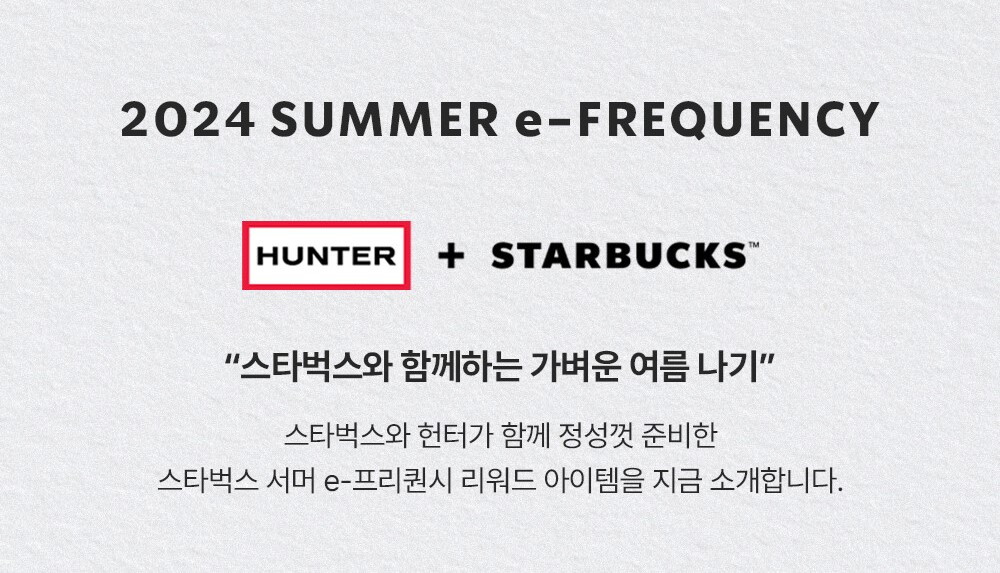 2024 SUMMER e-FREQUENCY
HUNTER + STARBUCKS™
“스타벅스와 함께하는 가벼운 여름 나기”
스타벅스와 헌터가 함께 정성껏 준비한
스타벅스 서머 e-프리퀀시 리워드 아이템을 지금 소개합니다.